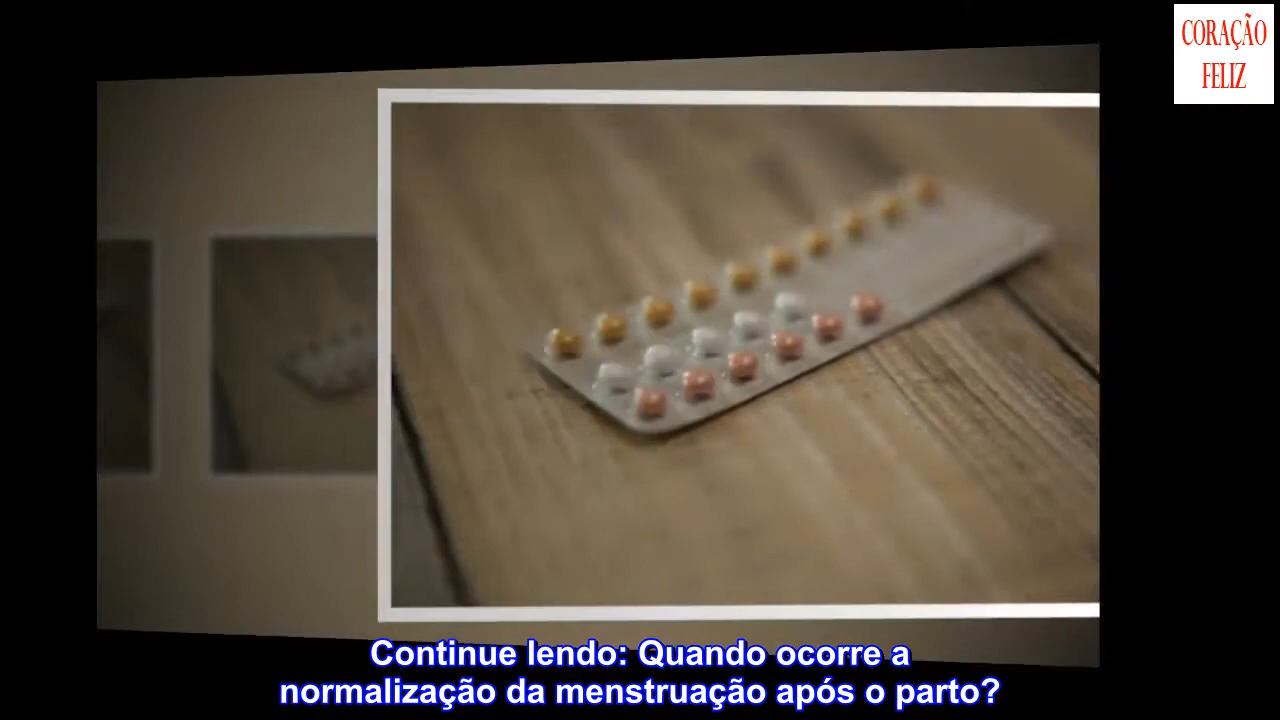 CORAÇÃO
FELIZ
Continue lendo: Quando ocorre a
normalização da menstruação após o parto?